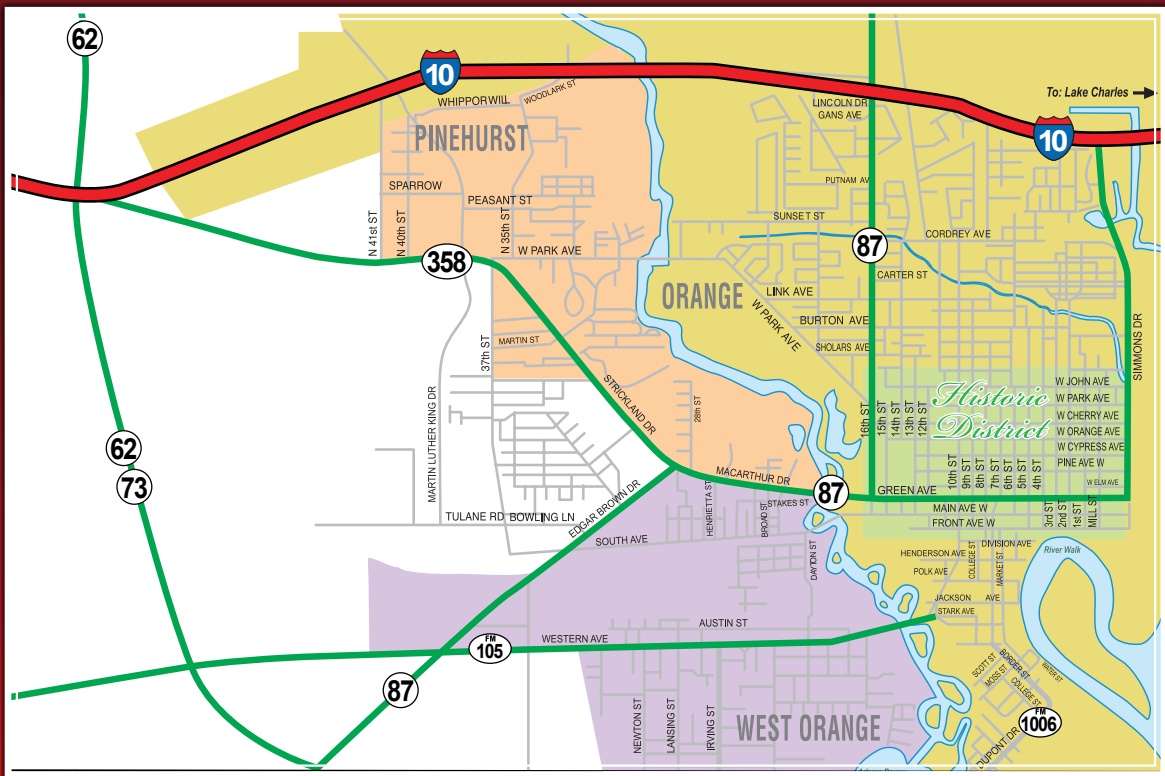 62
10
To: Lake Charles
WHIPPORWILL
WOODLARK ST
LINCOLN DR
GANS AVE
10
PINEHURST
SPARROW
PEASANT ST
PUTNAM AV
N 41st ST
N 40th ST
N 35th ST
SUNSET ST
CORDREY AVE
W PARK AVE
87
358
CARTER ST
ORANGE
LINK AVE
W PARK AVE
BURTON AVE
SHOLARS AVE
SIMMONS DR
MARTIN ST
37th ST
STRICKLAND DR
28th ST
MARTIN LUTHER KING DR
Historic
District
W JOHN AVE
W PARK AVE
W CHERRY AVE
W ORANGE AVE
W CYPRESS AVE
PINE AVE W
W ELM AVE
16th ST
15th ST
14th ST
13th ST
12th ST
10th ST
9th ST
8th ST
7th ST
6th ST
5th ST
4th ST
3rd ST
2nd ST
1st ST
MILL ST
62
73
MACARTHUR DR
87
GREEN AVE
MAIN AVE W
FRONT AVE W
HENRIETTA ST
BROAD ST
STAKES ST
TULANE RD
BOWLING LN
EDGAR BROWN DR
SOUTH AVE
DAYTON ST
DIVISION AVE
HENDERSON AVE
COLLEGE ST
MARKET ST
POLK AVE
River Walk
JACKSON AVE
STARK AVE
AUSTIN ST
WESTERN AVE
FM
105
87
NEWTON ST
LANSING ST
IRVING ST
WEST ORANGE
SCOTT ST
MOSS ST
BORDER ST
COLLEGE ST
WATER ST
FM
1006
DUPONT DR